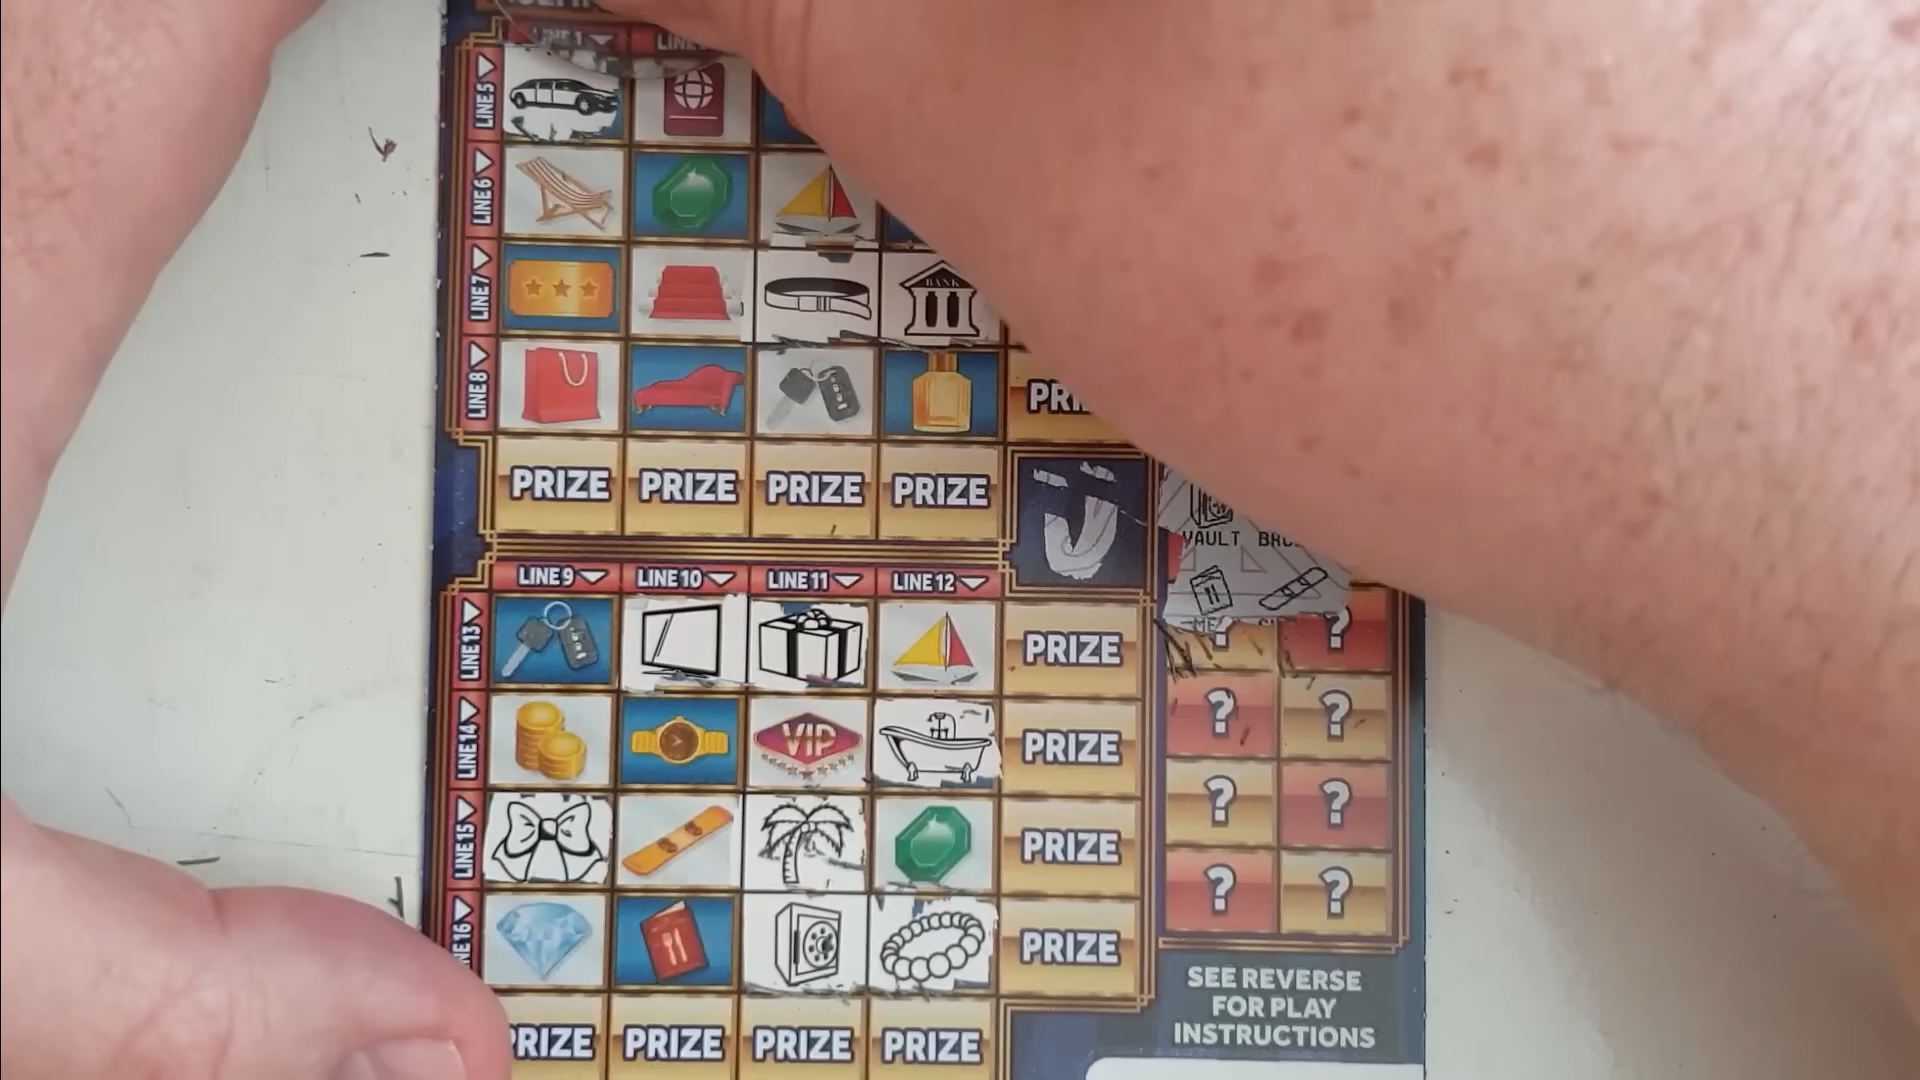 LINE 1
LINE 5
LINE 6
LINE 7
BANK
LINE 8
PRIZE PRIZE PRIZE PRIZE
VAULT
LINE 9 LINE 10 LINE 11 LINE 12
LINE 13
PRIZE
? ?
LINE 14
VIP
PRIZE
? ?
LINE 15
PRIZE
? ?
PRIZE
? ?
SEE REVERSE
FOR PLAY
INSTRUCTIONS
PRIZE PRIZE PRIZE